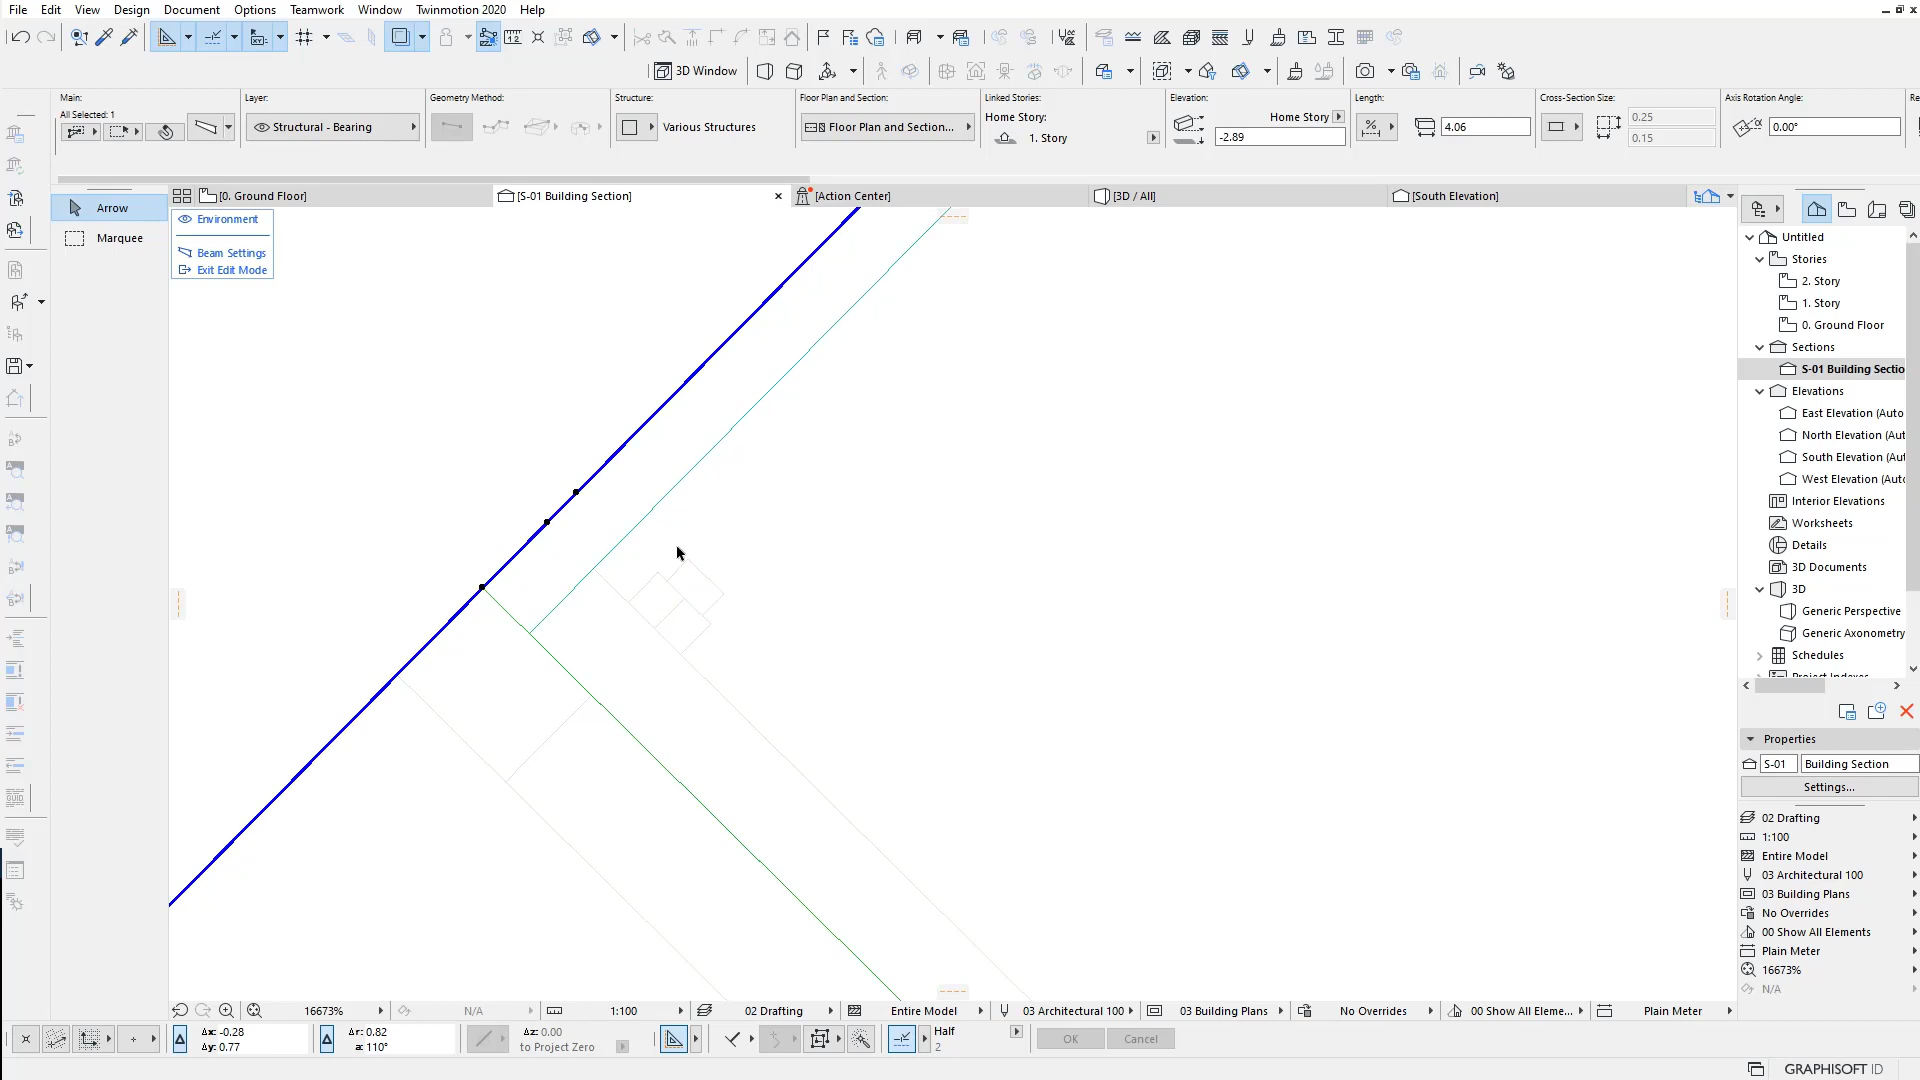 File Edit View Design Document Options Teamwork Window Twinmotion 2020 Help
3D Window
Main:
All Selected: 1
Layer:
Structural - Bearing
Geometry Method:
Structure:
Various Structures
Floor Plan and Section:
Floor Plan and Section...
Linked Stories:
Home Story:
1. Story
Elevation:
Home Story
-2.89
Length:
4.06
Cross-Section Size:
0.25
0.15
Axis Rotation Angle:
0.00°
Re
Arrow
Marquee
[0. Ground Floor]
[S-01 Building Section]
[Action Center]
[3D / All]
[South Elevation]
Environment
Beam Settings
Exit Edit Mode
Untitled
Stories
2. Story
1. Story
0. Ground Floor
Sections
S-01 Building Sectio
Elevations
East Elevation (Auto
North Elevation (Aut
South Elevation (Aut
West Elevation (Auto
Interior Elevations
Worksheets
Details
3D Documents
3D
Generic Perspective
Generic Axonometry
Schedules
Project Indexes
Properties
S-01 Building Section
Settings...
02 Drafting
1:100
Entire Model
03 Architectural 100
03 Building Plans
No Overrides
00 Show All Elements
Plain Meter
16673%
N/A
16673% N/A 1:100 02 Drafting Entire Model 03 Architectural 100 03 Building Plans No Overrides 00 Show All Eleme... Plain Meter
Δx: -0.28
Δy: 0.77
Δr: 0.82
a: 110°
Δz: 0.00
to Project Zero
Half
2
OK Cancel
GRAPHISOFT ID